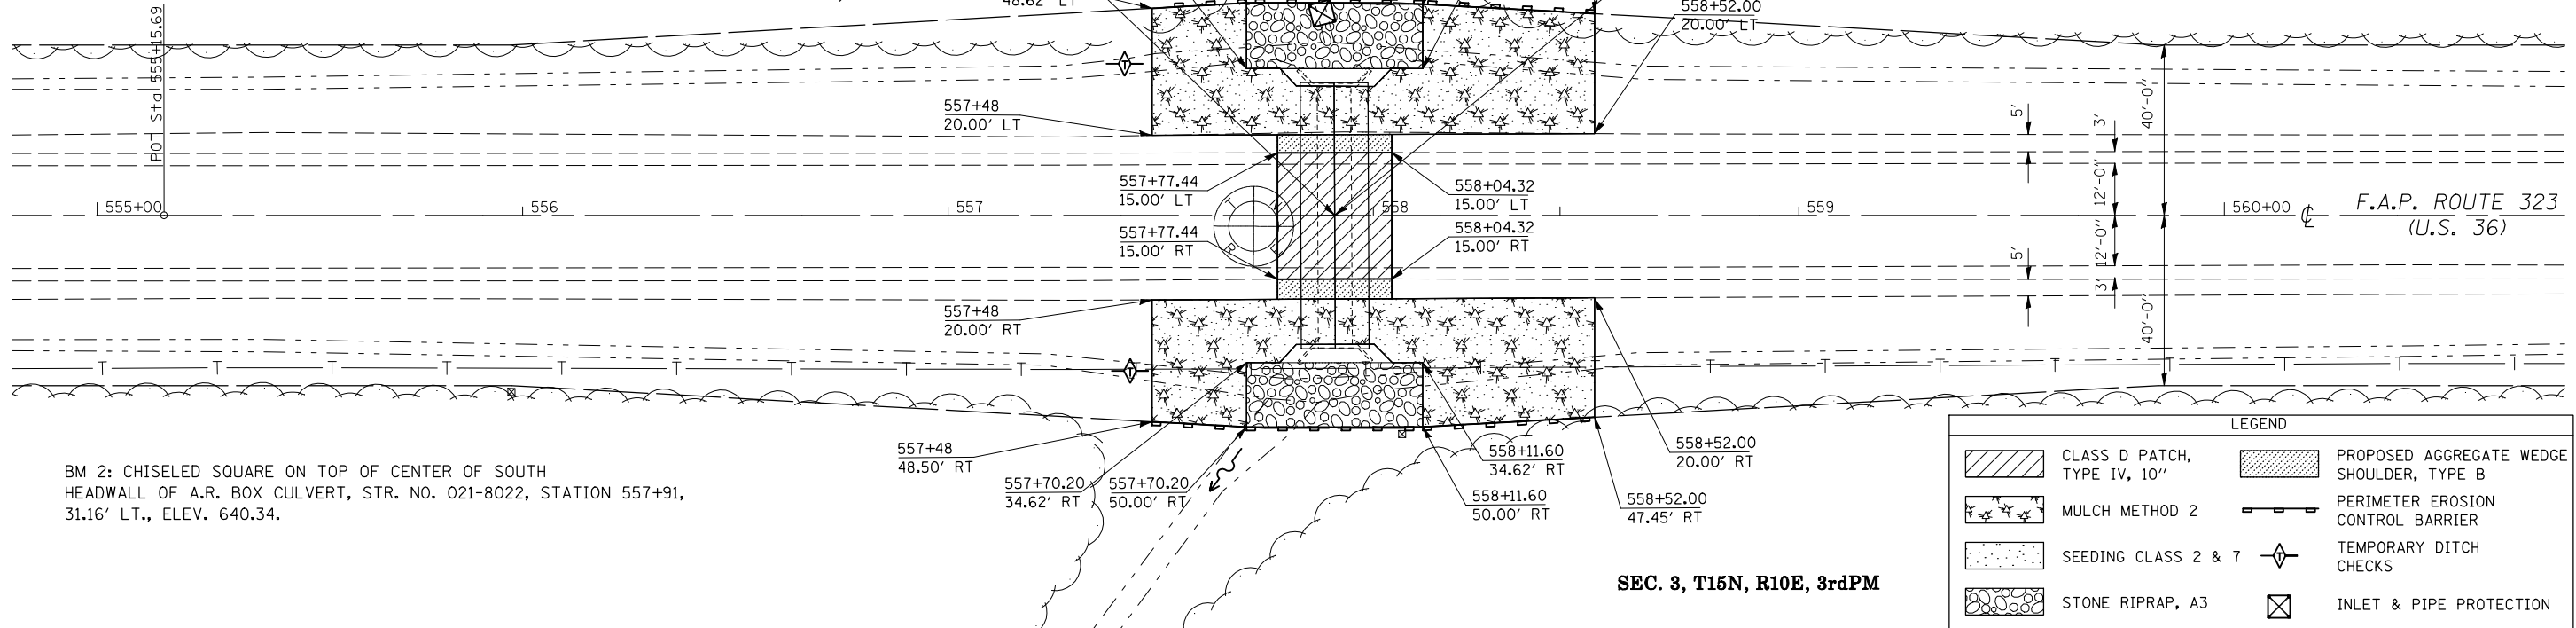 48.62' LT
558+52.00
20.00' LT
POT Sta 555+15.69
557+48
20.00' LT
5'
3'
40'-0"
557+77.44
15.00' LT
558+04.32
15.00' LT
12'-0"
555+00
556
557
558
559
560+00
F.A.P. ROUTE 323
(U.S. 36)
557+77.44
15.00' RT
558+04.32
15.00' RT
5'
12'-0"
3'
40'-0"
557+48
20.00' RT
557+48
48.50' RT
557+70.20
34.62' RT
557+70.20
50.00' RT
558+11.60
34.62' RT
558+11.60
50.00' RT
558+52.00
20.00' RT
558+52.00
47.45' RT
BM 2: CHISELED SQUARE ON TOP OF CENTER OF SOUTH
HEADWALL OF A.R. BOX CULVERT, STR. NO. 021-8022, STATION 557+91,
31.16' LT., ELEV. 640.34.
SEC. 3, T15N, R10E, 3rdPM
LEGEND
CLASS D PATCH,
TYPE IV, 10"
PROPOSED AGGREGATE WEDGE
SHOULDER, TYPE B
MULCH METHOD 2
PERIMETER EROSION
CONTROL BARRIER
SEEDING CLASS 2 & 7
T
TEMPORARY DITCH
CHECKS
STONE RIPRAP, A3
INLET & PIPE PROTECTION